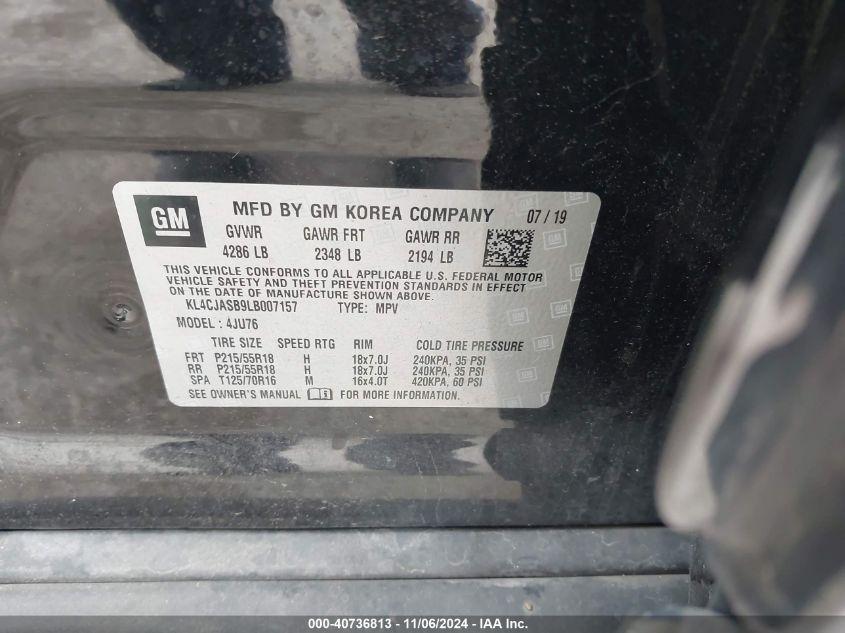 GM MFD BY GM KOREA COMPANY 07 / 19
GVWR GAWR FRT GAWR RR
4286 LB 2348 LB 2194 LB
THIS VEHICLE CONFORMS TO ALL APPLICABLE U.S. FEDERAL MOTOR
VEHICLE SAFETY AND THEFT PREVENTION STANDARDS IN EFFECT
ON THE DATE OF MANUFACTURE SHOWN ABOVE.
KL4CJASB9LB007157 TYPE: MPV
MODEL : 4JU76
TIRE SIZE SPEED RTG RIM COLD TIRE PRESSURE
FRT P215/55R18 H 18x7.0J 240KPA, 35 PSI
RR P215/55R18 H 18x7.0J 240KPA, 35 PSI
SPA T125/70R16 M 16x4.0T 420KPA, 60 PSI
SEE OWNER'S MANUAL FOR MORE INFORMATION.
000-40736813 - 11/06/2024 - IAA Inc.